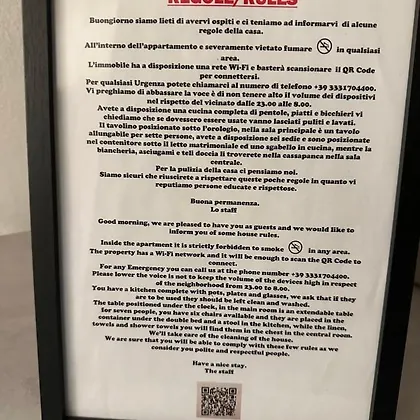 REGOLE/RULES
Buongiorno siamo lieti di avervi ospiti e ci teniamo ad informarvi di alcune
regole della casa.
All'interno dell'appartamento e severamente vietato fumare in qualsiasi
area.
L'immobile ha a disposizione una rete Wi-Fi e basterà scansionare il QR Code
per connettersi.
Per qualsiasi Urgenza potete chiamarci al numero di telefono +39 3331704400.
Vi preghiamo di abbassare la voce è di non tenere alto il volume dei dispositivi
nel rispetto del vicinato dalle 23.00 alle 8.00.
Avete a disposizione una cucina completa di pentole, piatti e bicchieri vi
chiediamo che se dovessero essere usate vanno lasciati puliti e lavati.
Il tavolino posizionato sotto l'orologio, nella sala principale è un tavolo
allungabile per sette persone, avete a disposizione sei sedie e sono posizionate
nel contenitore sotto il letto matrimoniale ed uno sgabello in cucina, mentre la
biancheria, asciugami e teli doccia li troverete nella cassapanca nella sala
centrale.
Per la pulizia della casa ci pensiamo noi.
Siamo sicuri che riuscirete a rispettare queste poche regole in quanto vi
reputiamo persone educate e rispettose.
Buona permanenza.
Lo staff
Good morning, we are pleased to have you as guests and we would like to
inform you of some house rules.
Inside the apartment it is strictly forbidden to smoke in any area.
The property has a Wi-Fi network and it will be enough to scan the QR Code to
connect.
For any Emergency you can call us at the phone number +39 3331704400.
Please lower the voice is not to keep the volume of the devices high in respect
of the neighborhood from 23.00 to 8.00.
You have a kitchen complete with pots, plates and glasses, we ask that if they
are to be used they should be left clean and washed.
The table positioned under the clock, in the main room is an extendable table
for seven people, you have six chairs available and they are placed in the
container under the double bed and a stool in the kitchen, while the linen,
towels and shower towels you will find them in the chest in the central room.
We'll take care of the cleaning of the house.
We are sure that you will be able to comply with these few rules as we
consider you polite and respectful people.
Have a nice stay.
The staff